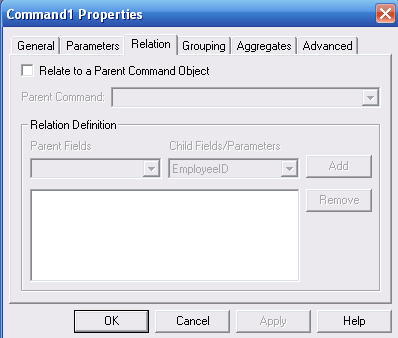 Command1 Properties
General Parameters Relation Grouping Aggregates Advanced
Relate to a Parent Command Object
Parent Command:
Relation Definition
Parent Fields Child Fields/Parameters
EmployeeID Add
Remove
OK Cancel Apply Help